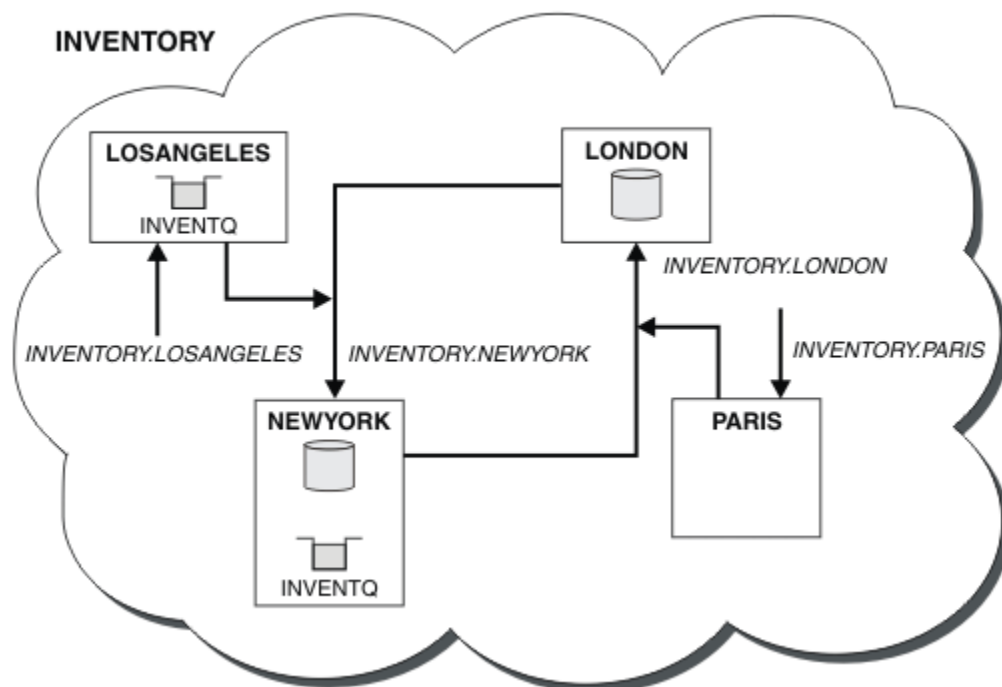 INVENTORY
LOSANGELES
INVENTQ
LONDON
INVENTORY.LONDON
INVENTORY.LOSANGELES
INVENTORY.NEWYORK
INVENTORY.PARIS
NEWYORK
INVENTQ
PARIS